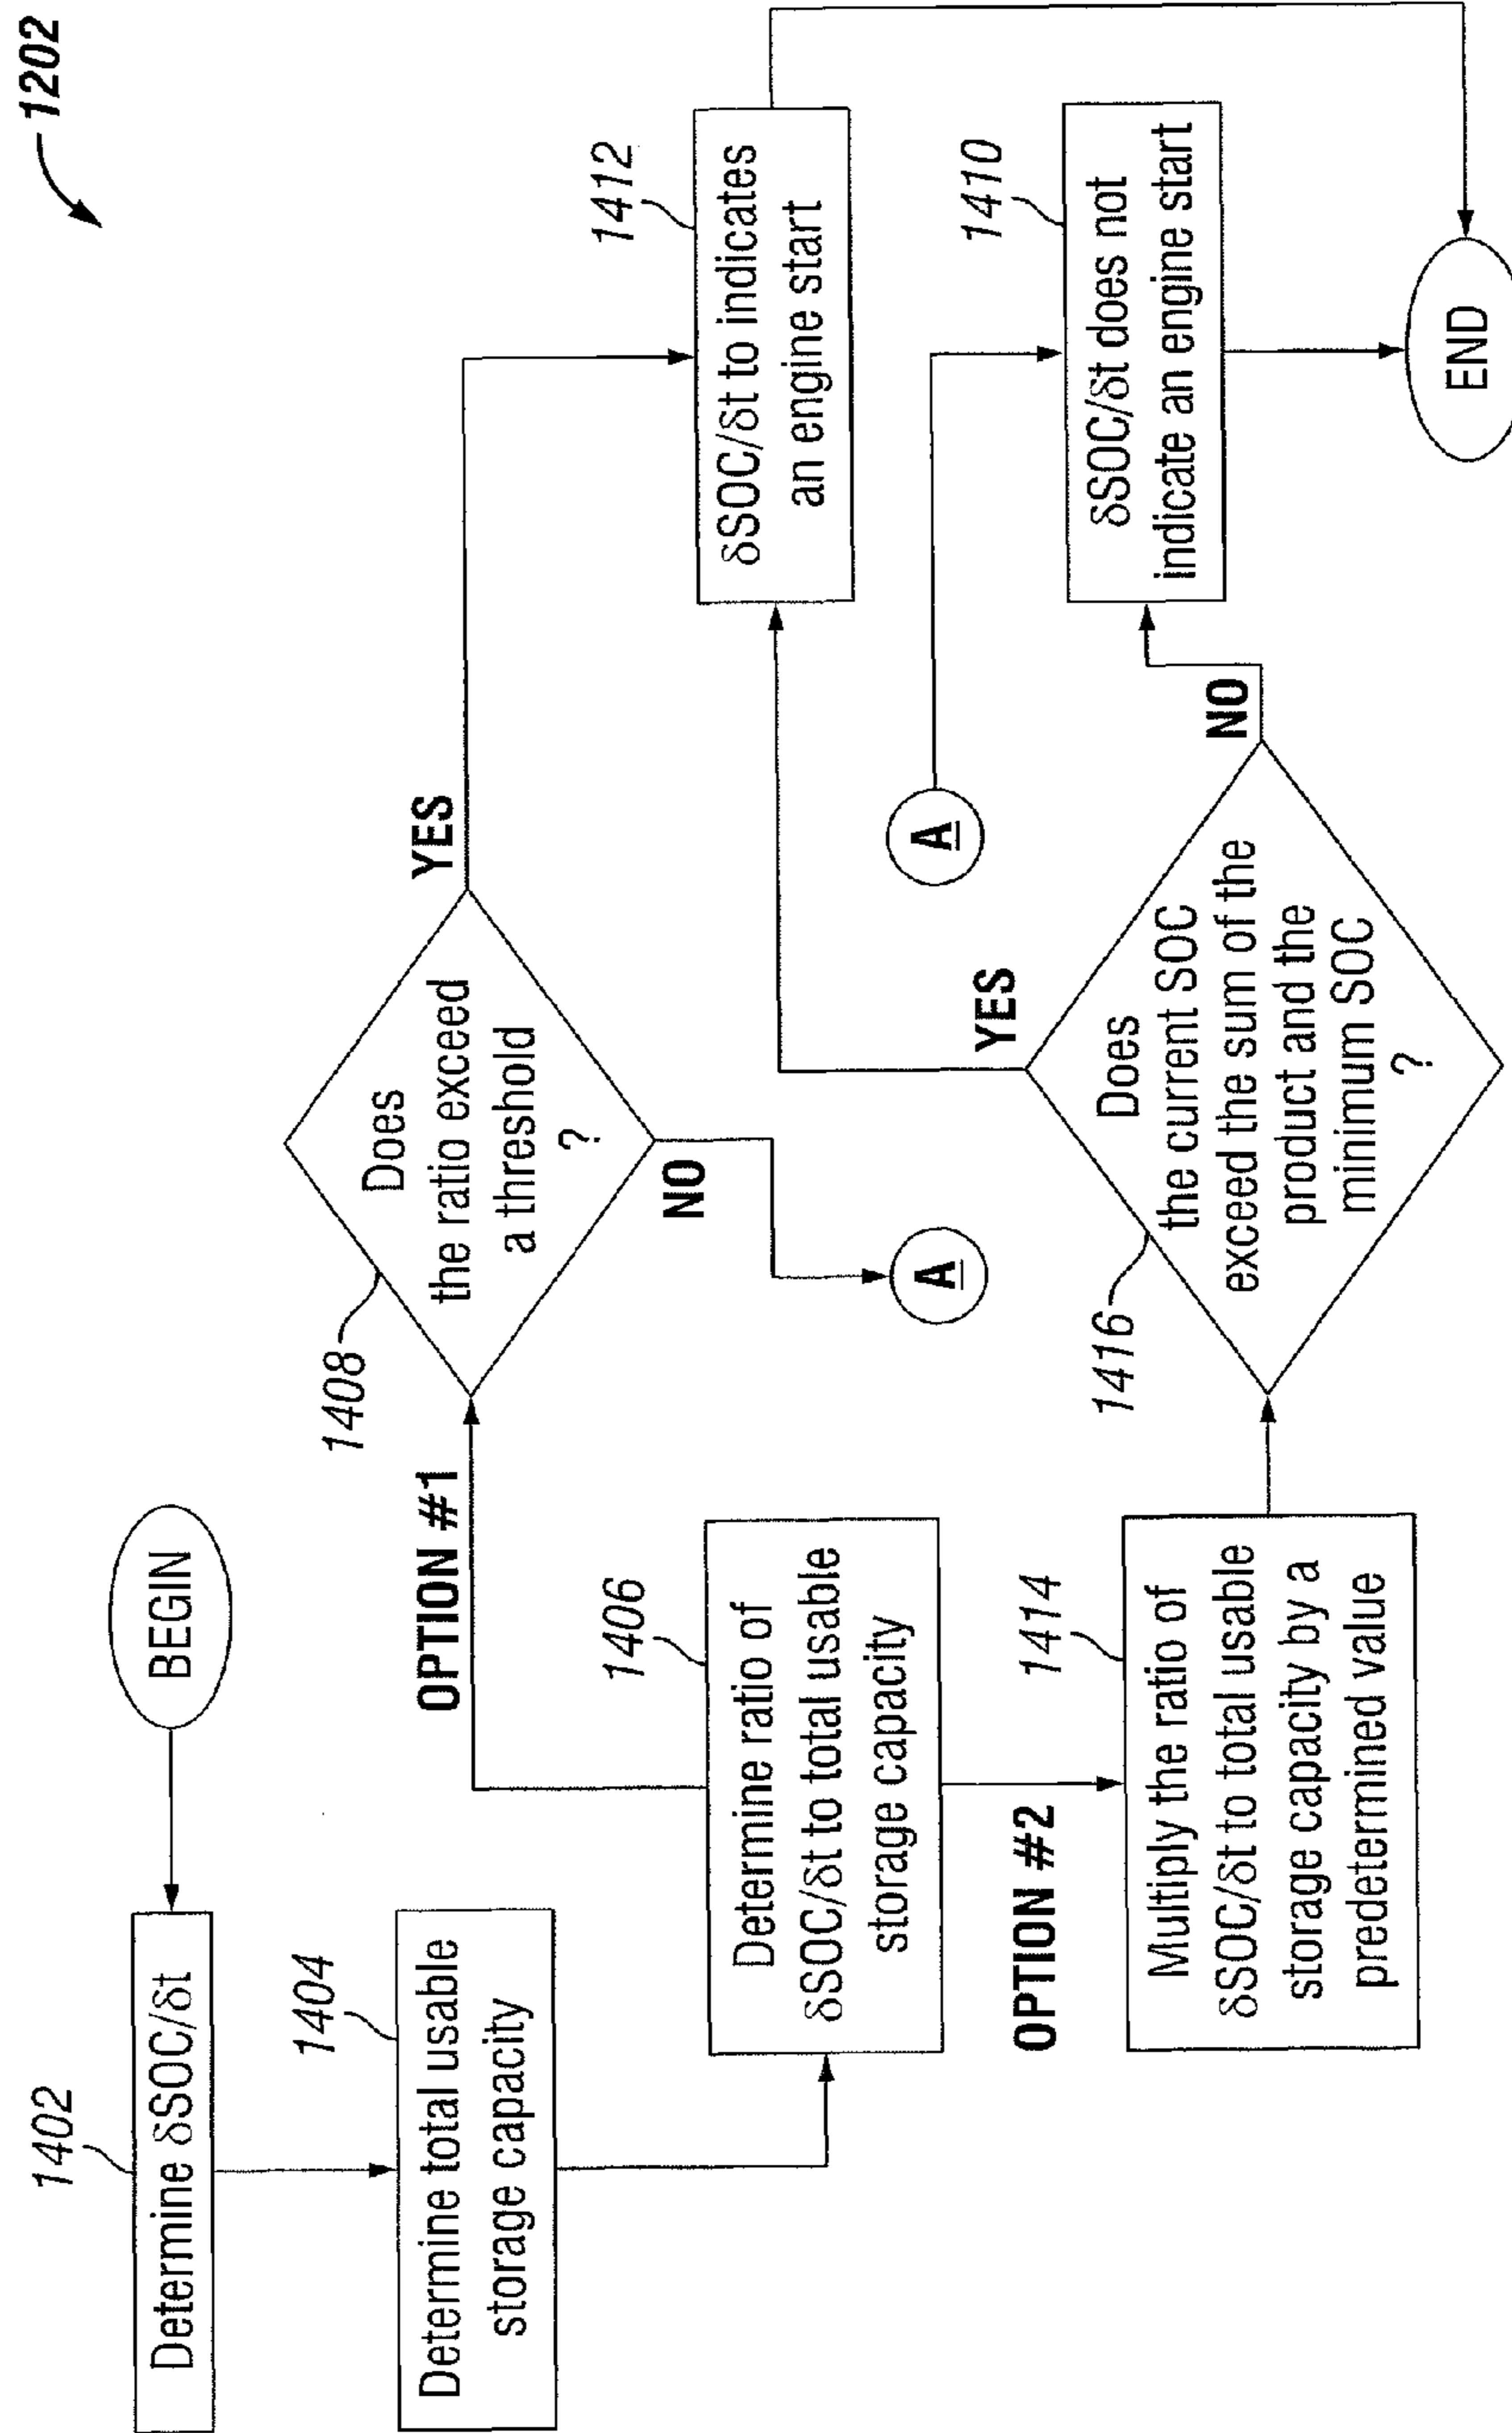 1202
BEGIN
1402
Determine δSOC/δt
1404
Determine total usable
storage capacity
1406
Determine ratio of
δSOC/δt to total usable
storage capacity
OPTION #1
1408
Does
the ratio exceed
a threshold
?
YES
NO
A
OPTION #2
1414
Multiply the ratio of
δSOC/δt to total usable
storage capacity by a
predetermined value
1416
Does
the current SOC
exceed the sum of the
product and the
minimum SOC
?
YES
NO
A
1412
δSOC/δt to indicates
an engine start
1410
δSOC/δt does not
indicate an engine start
END